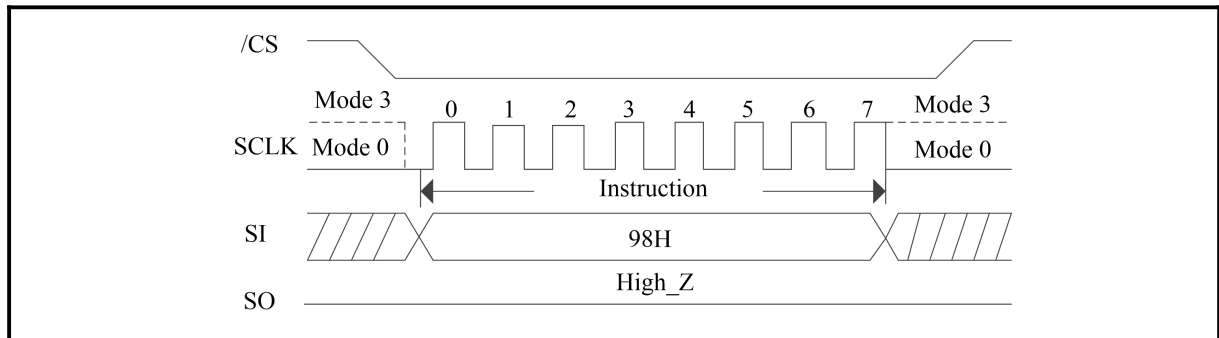 /CS
Mode 3 0 1 2 3 4 5 6 7 Mode 3
SCLK Mode 0 Mode 0
Instruction
SI 98H
High_Z
SO